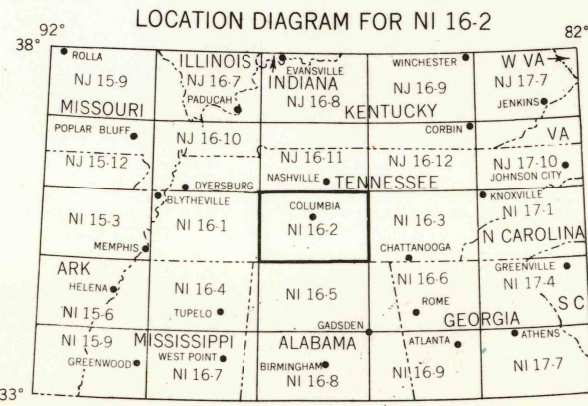 LOCATION DIAGRAM FOR NI 16-2
38° 92° 82°
ROLLA ILLINOIS EVANSVILLE WINCHESTER W VA
NJ 15-9 NJ 16-7 INDIANA NJ 16-8 NJ 16-9 NJ 17-7
MISSOURI PADUCAH KENTUCKY JENKINS
POPLAR BLUFF NJ 16-10 CORBIN VA
NJ 15-12 NJ 16-11 NJ 16-12 NJ 17-10
DYERSBURG NASHVILLE TENNESSEE JOHNSON CITY
BLYTHEVILLE COLUMBIA KNOXVILLE
NI 15-3 NI 16-1 NI 16-2 NI 16-3 NI 17-1
MEMPHIS CHATTANOOGA N CAROLINA
ARK GREENVILLE
HELENA NI 16-4 NI 16-5 NI 16-6 NI 17-4
NI 15-6 TUPELO ROME S C
NI 15-9 MISSISSIPPI GADSDEN ALABAMA GEORGIA
GREENWOOD WEST POINT BIRMINGHAM ATLANTA ATHENS
33° NI 16-7 NI 16-8 NI 16-9 NI 17-7